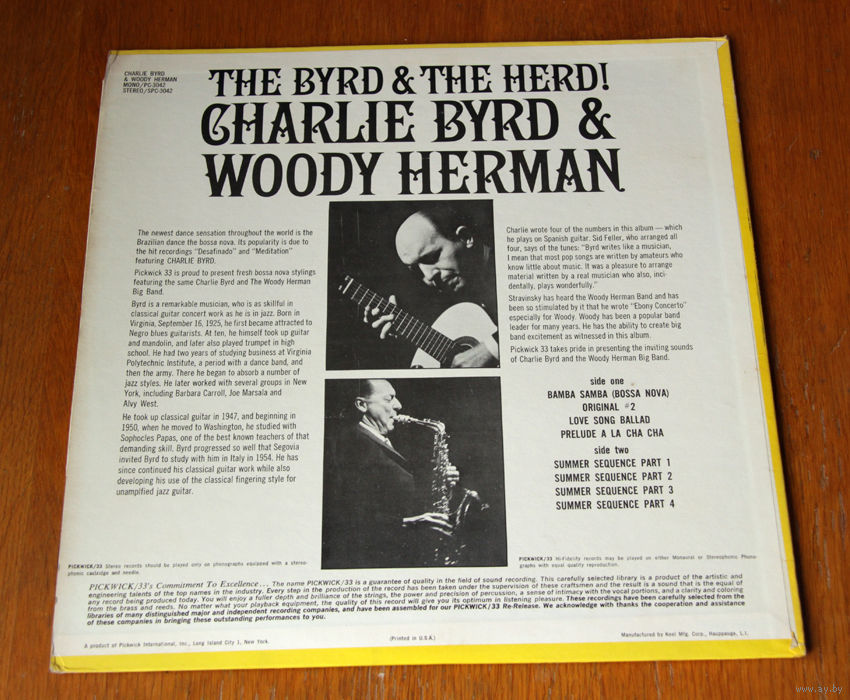 CHARLIE BYRD
& WOODY HERMAN
MONO/PC-3042
STEREO/SPC-3042
THE BYRD & THE HERD!
CHARLIE BYRD &
WOODY HERMAN
The newest dance sensation throughout the world is the
Brazilian dance the bossa nova. Its popularity is due to
the hit recordings "Desafinado" and "Meditation"
featuring CHARLIE BYRD.
Pickwick 33 is proud to present fresh bossa nova stylings
featuring the same Charlie Byrd and The Woody Herman
Big Band.
Byrd is a remarkable musician, who is as skillful in
classical guitar concert work as he is in jazz. Born in
Virginia, September 16, 1925, he first became attracted to
Negro blues guitarists. At ten, he himself took up guitar
and mandolin, and later also played trumpet in high
school. He had two years of studying business at Virginia
Polytechnic Institute, a period with a dance band, and
then the army. There he began to absorb a number of
jazz styles. He later worked with several groups in New
York, including Barbara Carroll, Joe Marsala and
Alvy West.
He took up classical guitar in 1947, and beginning in
1950, when he moved to Washington, he studied with
Sophocles Papas, one of the best known teachers of that
demanding skill. Byrd progressed so well that Segovia
invited Byrd to study with him in Italy in 1954. He has
since continued his classical guitar work while also
developing his use of the classical fingering style for
unamplified jazz guitar.
Charlie wrote four of the numbers in this album — which
he plays on Spanish guitar. Sid Feller, who arranged all
four, says of the tunes: "Byrd writes like a musician,
I mean that most pop songs are written by amateurs who
know little about music. It was a pleasure to arrange
material written by a real musician who also, inci-
dentally, plays wonderfully."
Stravinsky has heard the Woody Herman Band and has
been so stimulated by it that he wrote "Ebony Concerto"
especially for Woody. Woody has been a popular band
leader for many years. He has the ability to create big
band excitement as witnessed in this album.
Pickwick 33 takes pride in presenting the inviting sounds
of Charlie Byrd and the Woody Herman Big Band.
side one
BAMBA SAMBA (BOSSA NOVA)
ORIGINAL #2
LOVE SONG BALLAD
PRELUDE A LA CHA CHA
side two
SUMMER SEQUENCE PART 1
SUMMER SEQUENCE PART 2
SUMMER SEQUENCE PART 3
SUMMER SEQUENCE PART 4
PICKWICK/33 Stereo records should be played only on phonographs equipped with a stereo-
phonic cartridge and needle.
PICKWICK/33 Hi-Fidelity records may be played on either Monaural or Stereophonic Phono-
graphs with equal quality reproduction.
PICKWICK/33's Commitment To Excellence... The name PICKWICK/33 is a guarantee of quality in the field of sound recording. This carefully selected library is a product of the artistic and
engineering talents of the top names in the industry. Every step in the production of the record has been taken under the supervision of these craftsmen and the result is a sound that is the equal of
any record being produced today. You will enjoy a fuller depth and brilliance of the strings, the power and precision of percussion, a sense of intimacy with the vocal portions, and a clarity and coloring
from the brass and reeds. No matter what your playback equipment, the quality of this record will give you its optimum in listening pleasure. These recordings have been carefully selected from the
libraries of many distinguished major and independent recording companies, and have been assembled for our PICKWICK/33 Re-Release. We acknowledge with thanks the cooperation and assistance
of these companies in bringing these outstanding performances to you.
A product of Pickwick International, Inc., Long Island City 1, New York.
(Printed in U.S.A.)
Manufactured by Keel Mfg. Corp., Hauppauge, L.I.
www.ay.by